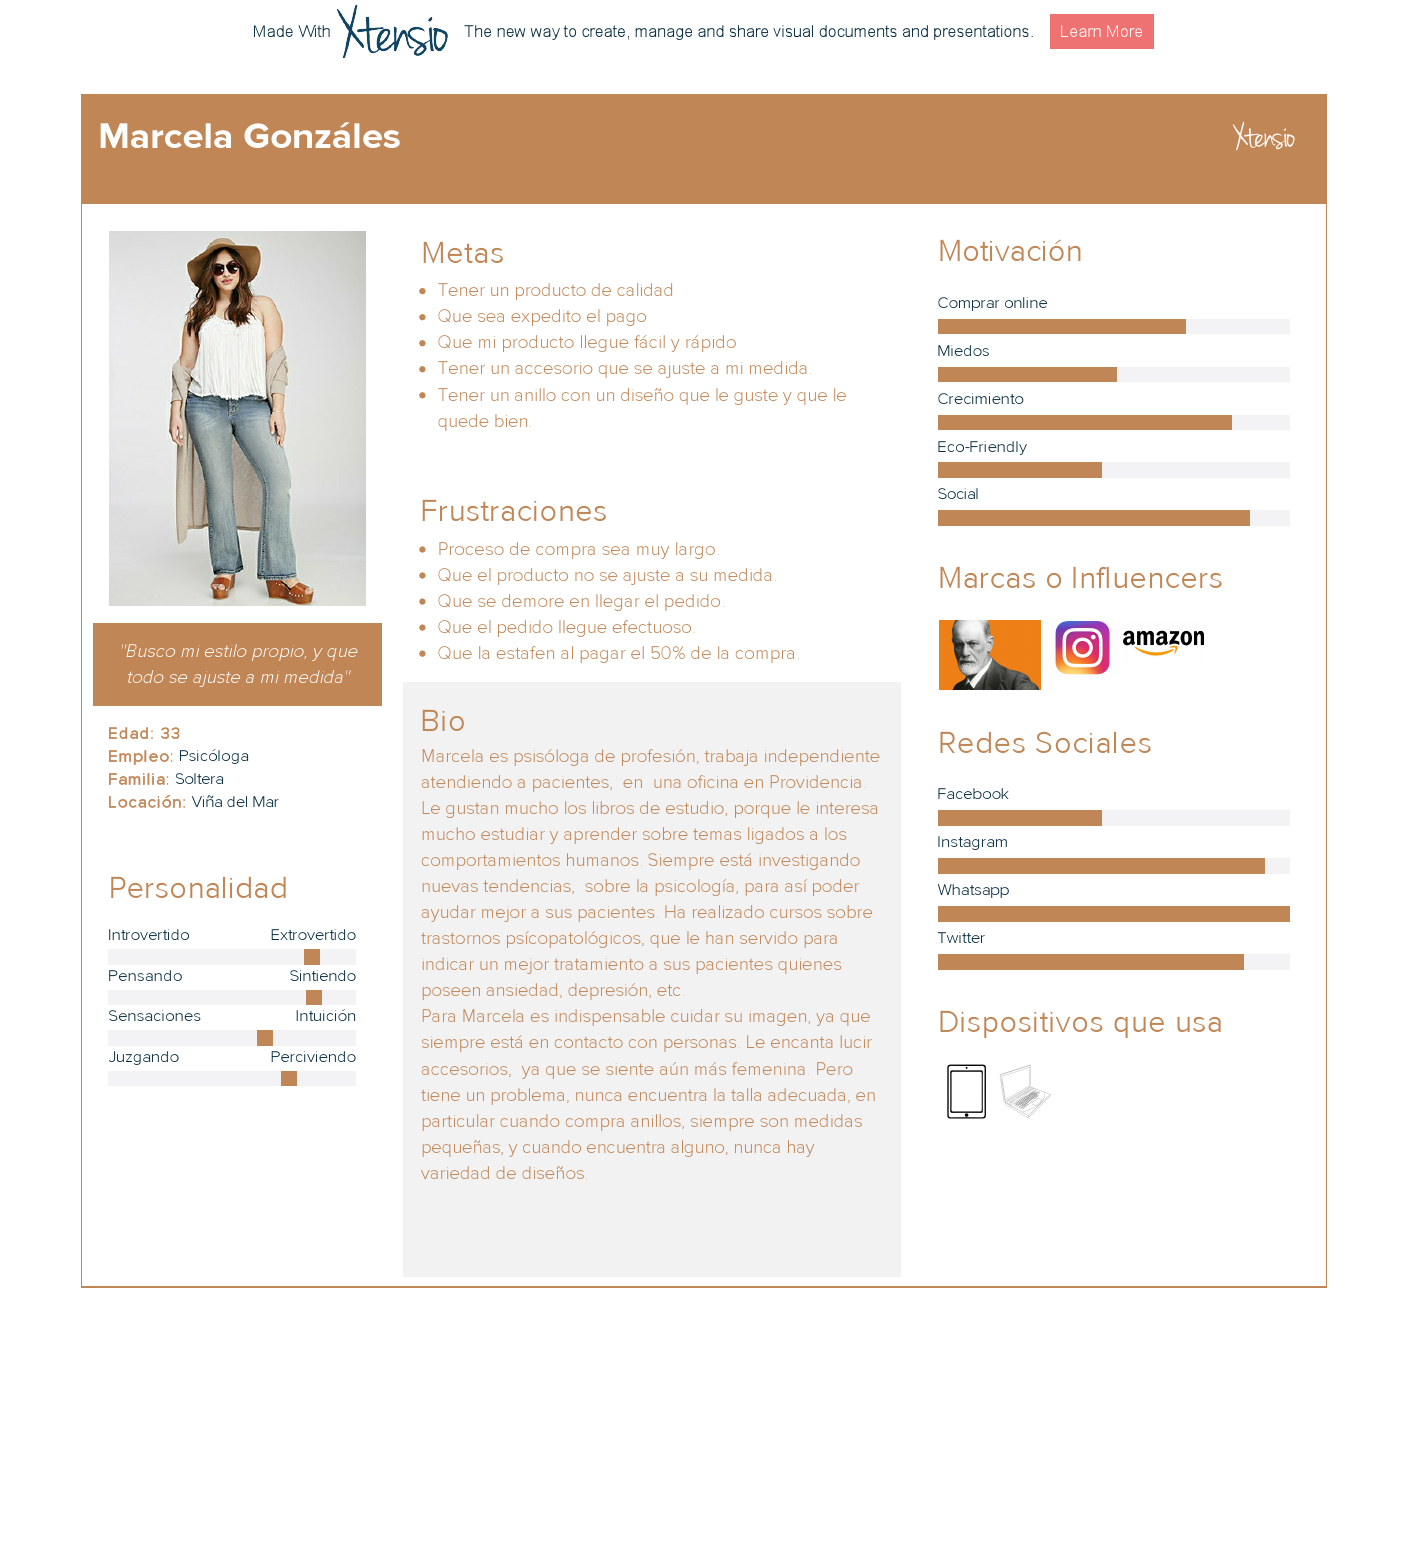 Made With Xtensio The new way to create, manage and share visual documents and presentations. Learn More
Marcela Gonzáles
Xtensio
"Busco mi estilo propio, y que
todo se ajuste a mi medida"
Edad: 33
Empleo: Psicóloga
Familia: Soltera
Locación: Viña del Mar
Personalidad
Introvertido Extrovertido
Pensando Sintiendo
Sensaciones Intuición
Juzgando Perciviendo
Metas
Tener un producto de calidad
Que sea expedito el pago
Que mi producto llegue fácil y rápido
Tener un accesorio que se ajuste a mi medida.
Tener un anillo con un diseño que le guste y que le
quede bien.
Frustraciones
Proceso de compra sea muy largo.
Que el producto no se ajuste a su medida.
Que se demore en llegar el pedido.
Que el pedido llegue efectuoso.
Que la estafen al pagar el 50% de la compra.
Bio
Marcela es psisóloga de profesión, trabaja independiente
atendiendo a pacientes, en una oficina en Providencia.
Le gustan mucho los libros de estudio, porque le interesa
mucho estudiar y aprender sobre temas ligados a los
comportamientos humanos. Siempre está investigando
nuevas tendencias, sobre la psicología, para así poder
ayudar mejor a sus pacientes. Ha realizado cursos sobre
trastornos psícopatológicos, que le han servido para
indicar un mejor tratamiento a sus pacientes quienes
poseen ansiedad, depresión, etc.
Para Marcela es indispensable cuidar su imagen, ya que
siempre está en contacto con personas. Le encanta lucir
accesorios, ya que se siente aún más femenina. Pero
tiene un problema, nunca encuentra la talla adecuada, en
particular cuando compra anillos, siempre son medidas
pequeñas, y cuando encuentra alguno, nunca hay
variedad de diseños.
Motivación
Comprar online
Miedos
Crecimiento
Eco-Friendly
Social
Marcas o Influencers
amazon
Redes Sociales
Facebook
Instagram
Whatsapp
Twitter
Dispositivos que usa